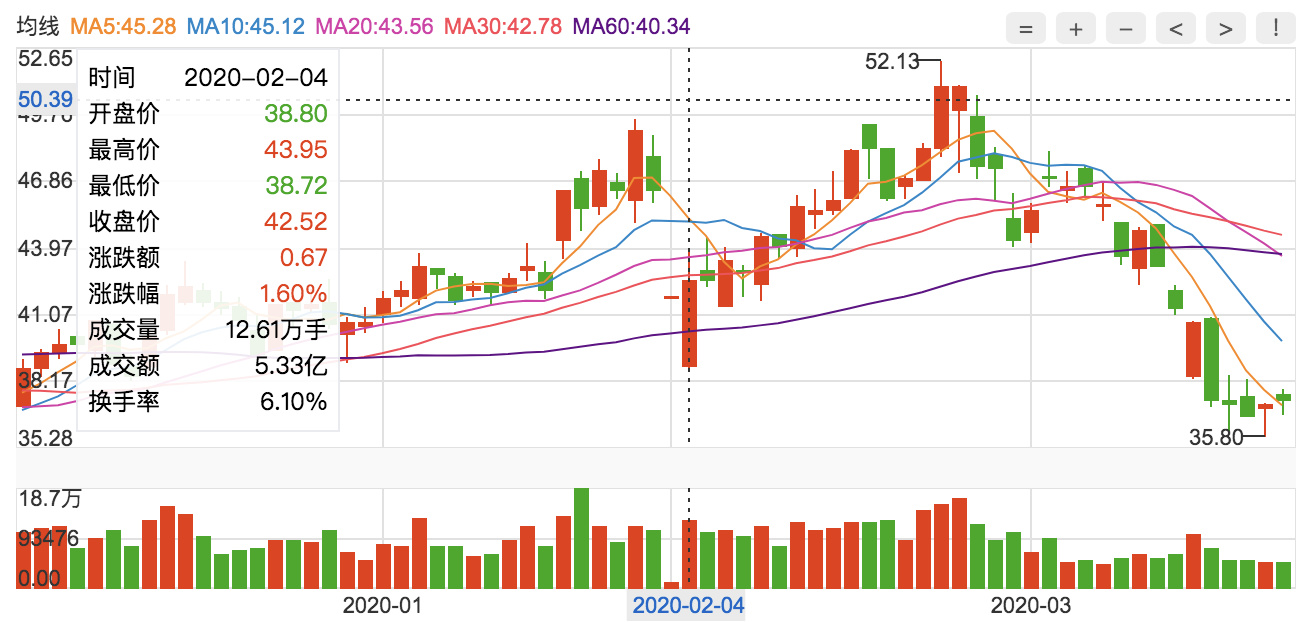 均线 MA5:45.28 MA10:45.12 MA20:43.56 MA30:42.78 MA60:40.34
= + − < > !
52.65
50.39
49.76
46.86
43.97
41.07
38.17
35.28
时间 2020-02-04
开盘价 38.80
最高价 43.95
最低价 38.72
收盘价 42.52
涨跌额 0.67
涨跌幅 1.60%
成交量 12.61万手
成交额 5.33亿
换手率 6.10%
52.13
35.80
18.7万
93476
0.00
2020-01 2020-02-04 2020-03